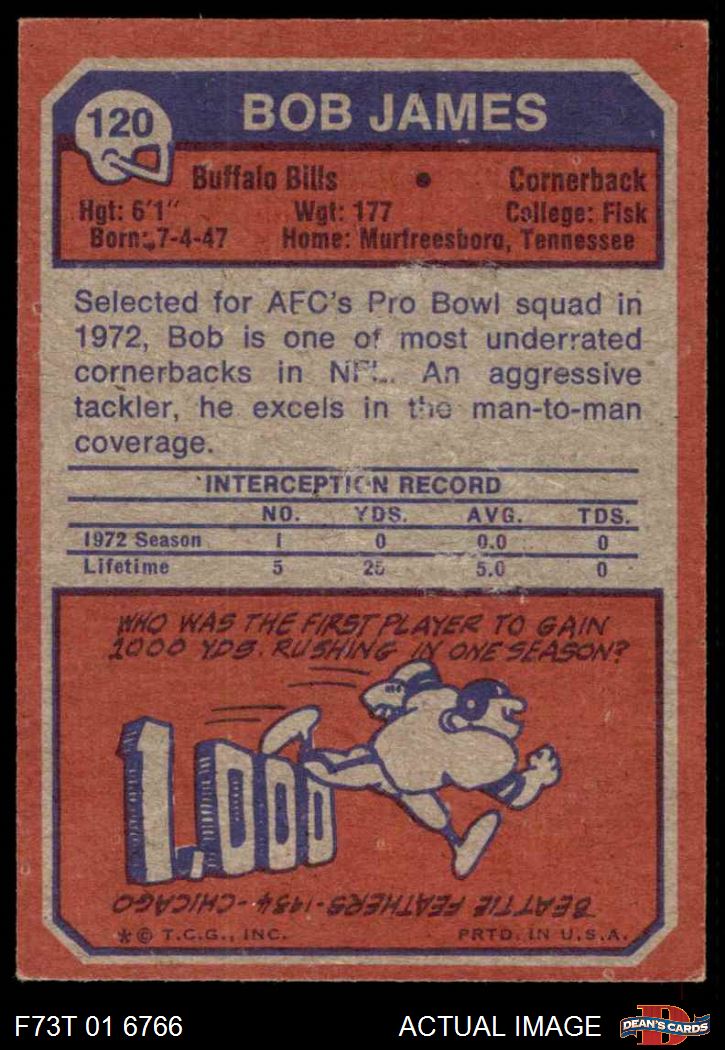 120
BOB JAMES
Buffalo Bills • Cornerback
Hgt: 6'1" Wgt: 177 College: Fisk
Born: 7-4-47 Home: Murfreesboro, Tennessee
Selected for AFC's Pro Bowl squad in
1972, Bob is one of most underrated
cornerbacks in NFL. An aggressive
tackler, he excels in the man-to-man
coverage.
INTERCEPTION RECORD
NO. YDS. AVG. TDS.
1972 Season 1 0 0.0 0
Lifetime 5 25 5.0 0
WHO WAS THE FIRST PLAYER TO GAIN
1000 YDS. RUSHING IN ONE SEASON?
1,000
BEATTIE FEATHERS-1434-CHICAGO
*© T.C.G., INC. PRTD. IN U.S.A.
F73T 01 6766 ACTUAL IMAGE
D
DEAN'S CARDS